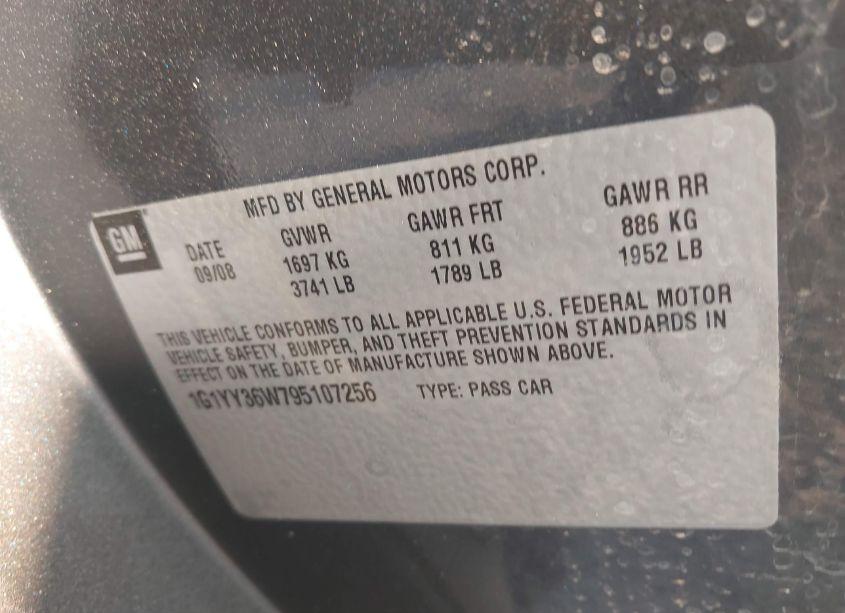 MFD BY GENERAL MOTORS CORP.
GM
DATE GVWR GAWR FRT GAWR RR
09/08 1697 KG 811 KG 886 KG
3741 LB 1789 LB 1952 LB
THIS VEHICLE CONFORMS TO ALL APPLICABLE U.S. FEDERAL MOTOR
VEHICLE SAFETY, BUMPER, AND THEFT PREVENTION STANDARDS IN
EFFECT ON THE DATE OF MANUFACTURE SHOWN ABOVE.
1G1YY36W795107256 TYPE: PASS CAR